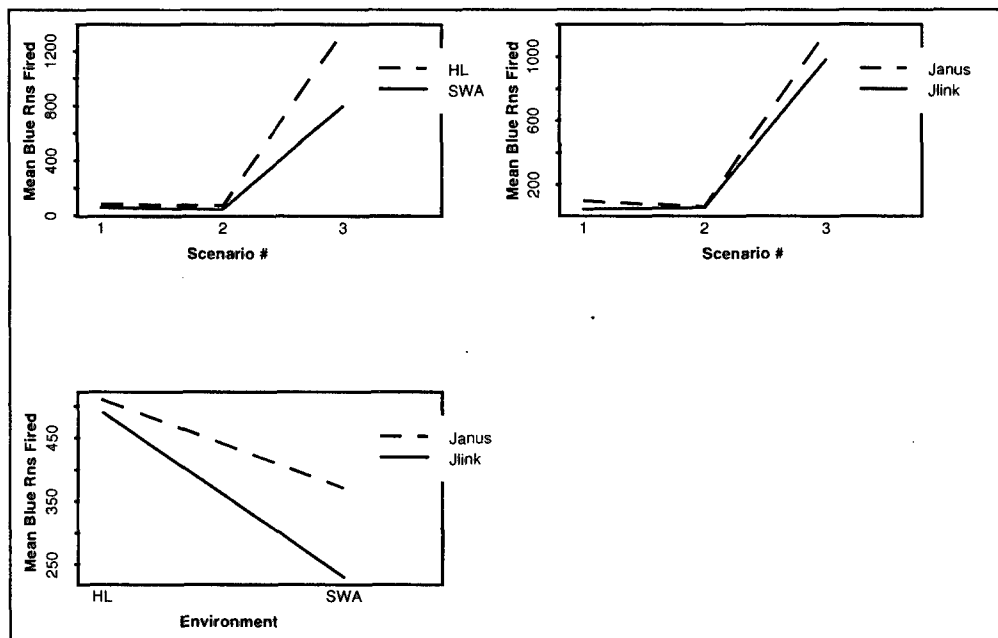 Mean Blue Rns Fired
1200
800
400
0
1
2
3
Scenario #
HL
SWA
Mean Blue Rns Fired
1000
600
200
1
2
3
Scenario #
Janus
Jlink
Mean Blue Rns Fired
450
350
250
HL
SWA
Environment
Janus
Jlink